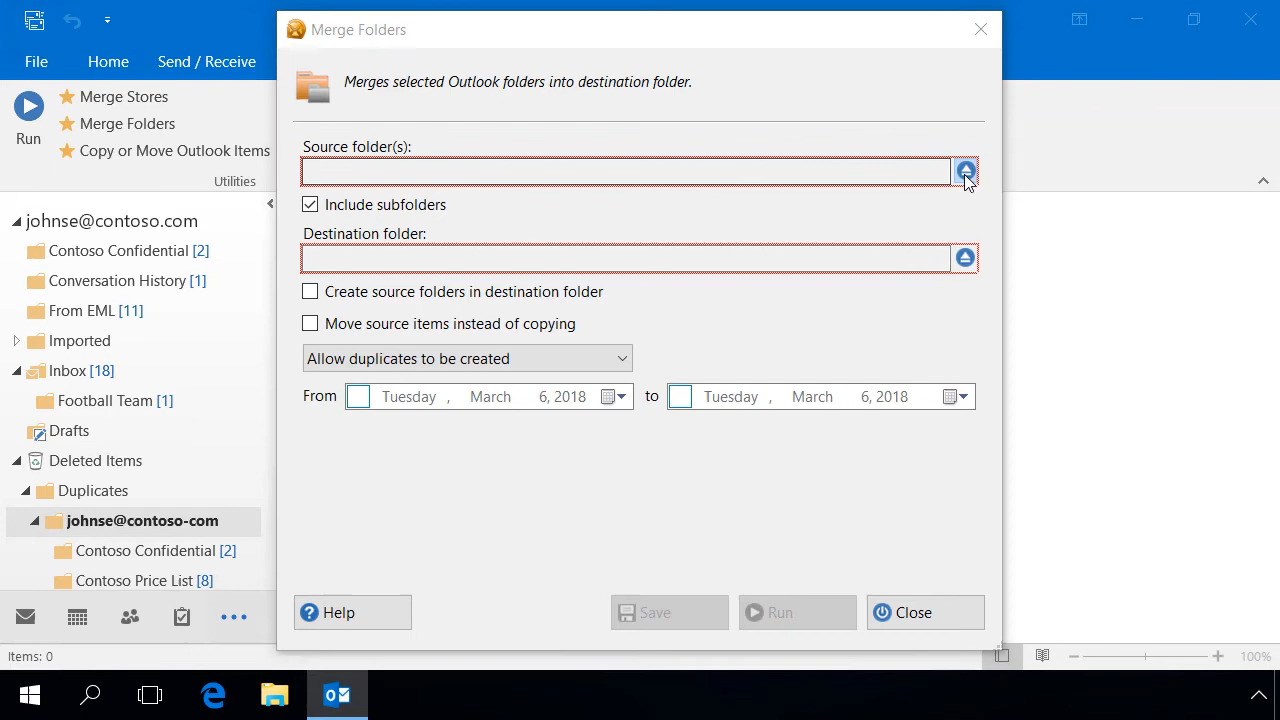 Merge Folders
File Home Send / Receive
Merges selected Outlook folders into destination folder.
Run
Merge Stores
Merge Folders
Copy or Move Outlook Items
Utilities
johnse@contoso.com
Contoso Confidential [2]
Conversation History [1]
From EML [11]
Imported
Inbox [18]
Football Team [1]
Drafts
Deleted Items
Duplicates
johnse@contoso-com
Contoso Confidential [2]
Contoso Price List [8]
Source folder(s):
Include subfolders
Destination folder:
Create source folders in destination folder
Move source items instead of copying
Allow duplicates to be created
From Tuesday , March 6, 2018 to Tuesday , March 6, 2018
Help Save Run Close
Items: 0
100%